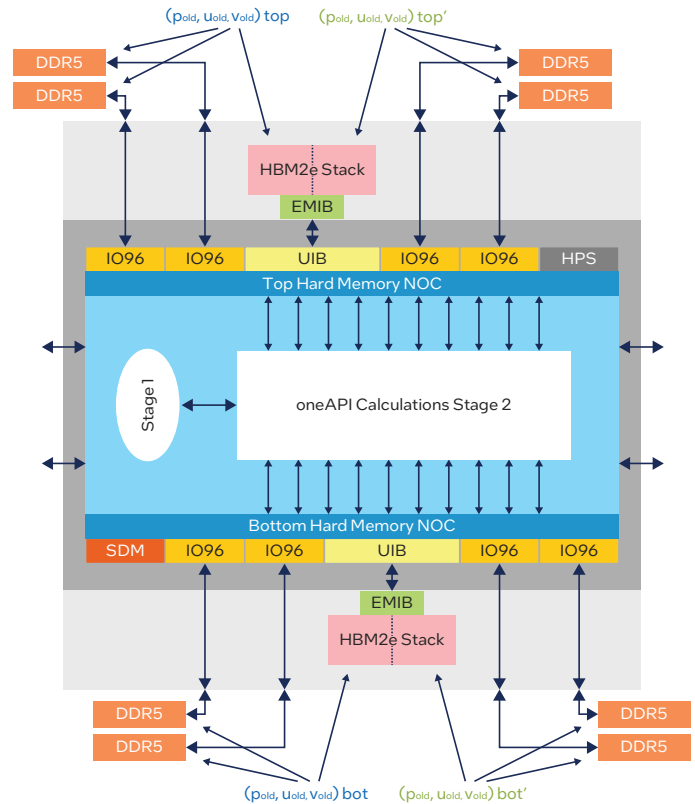 (pold, uold, vold) top
(pold, uold, vold) top’
DDR5
DDR5
DDR5
DDR5
HBM2e Stack
EMIB
IO96
IO96
UIB
IO96
IO96
HPS
Top Hard Memory NOC
Stage 1
oneAPI Calculations Stage 2
Bottom Hard Memory NOC
SDM
IO96
IO96
UIB
IO96
IO96
EMIB
HBM2e Stack
DDR5
DDR5
DDR5
DDR5
(pold, uold, vold) bot
(pold, uold, vold) bot’